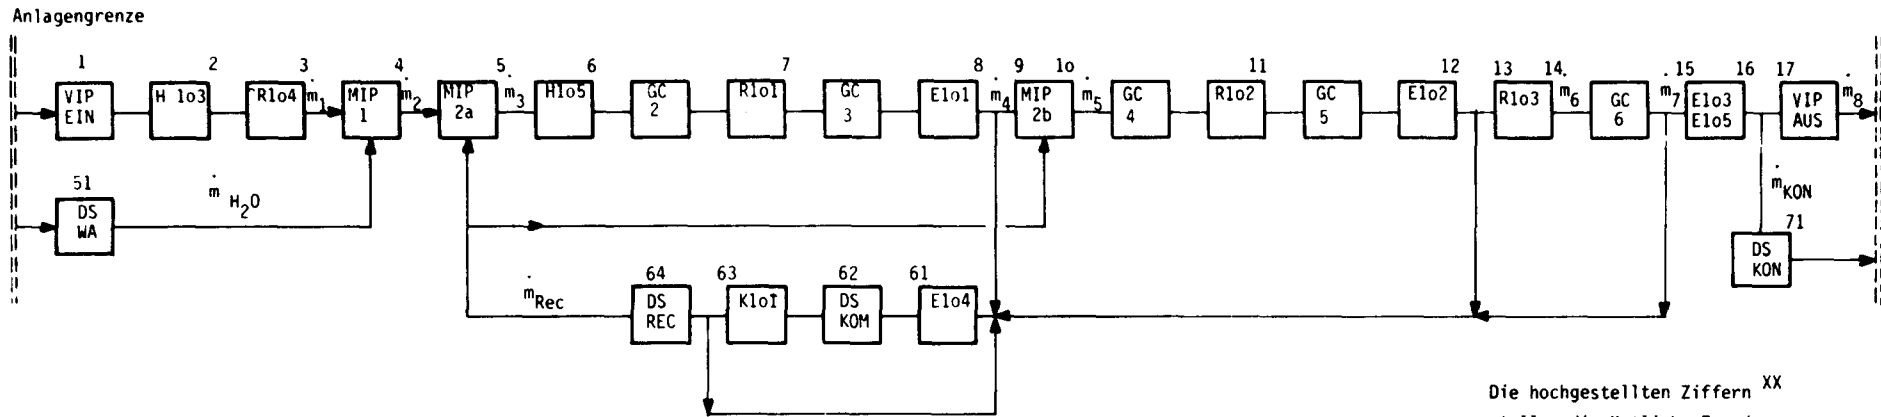 Anlagengrenze
1 2 3 4 5 6 7 8 9 1o 11 12 13 14 15 16 17
VIP EIN
H 1o3
R1o4
ṁ1
MIP 1
ṁ2
MIP 2a
ṁ3
H1o5
GC 2
R1o1
GC 3
E1o1
ṁ4
MIP 2b
ṁ5
GC 4
R1o2
GC 5
E1o2
R1o3
ṁ6
GC 6
ṁ7
E1o3 E1o5
VIP AUS
ṁ8
51
DS WA
ṁ H2O
ṁKON
71
DS KON
ṁRec
64 63 62 61
DS REC
K1o1
DS KOM
E1o4
Die hochgestellten Ziffern XX